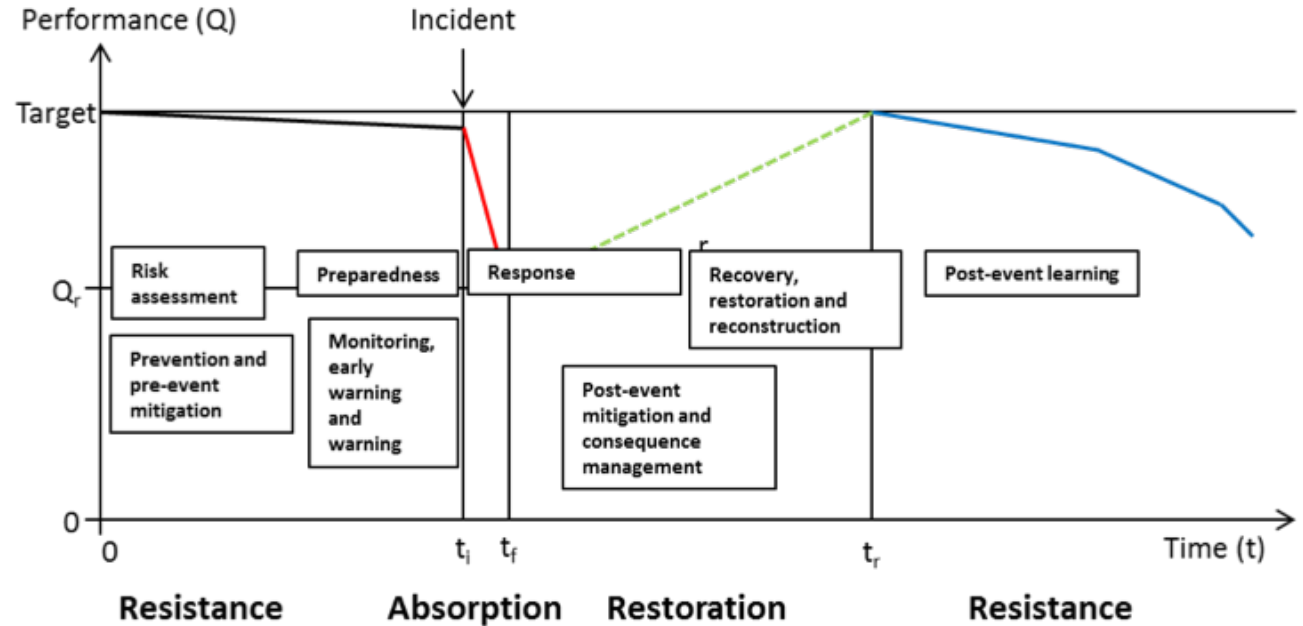 Performance (Q)
Incident
Target
Risk
assessment
Preparedness
Response
r
Recovery,
restoration and
reconstruction
Post-event learning
Qr
Prevention and
pre-event
mitigation
Monitoring,
early
warning
and
warning
Post-event
mitigation and
consequence
management
0
0
ti
tf
tr
Time (t)
Resistance
Absorption
Restoration
Resistance